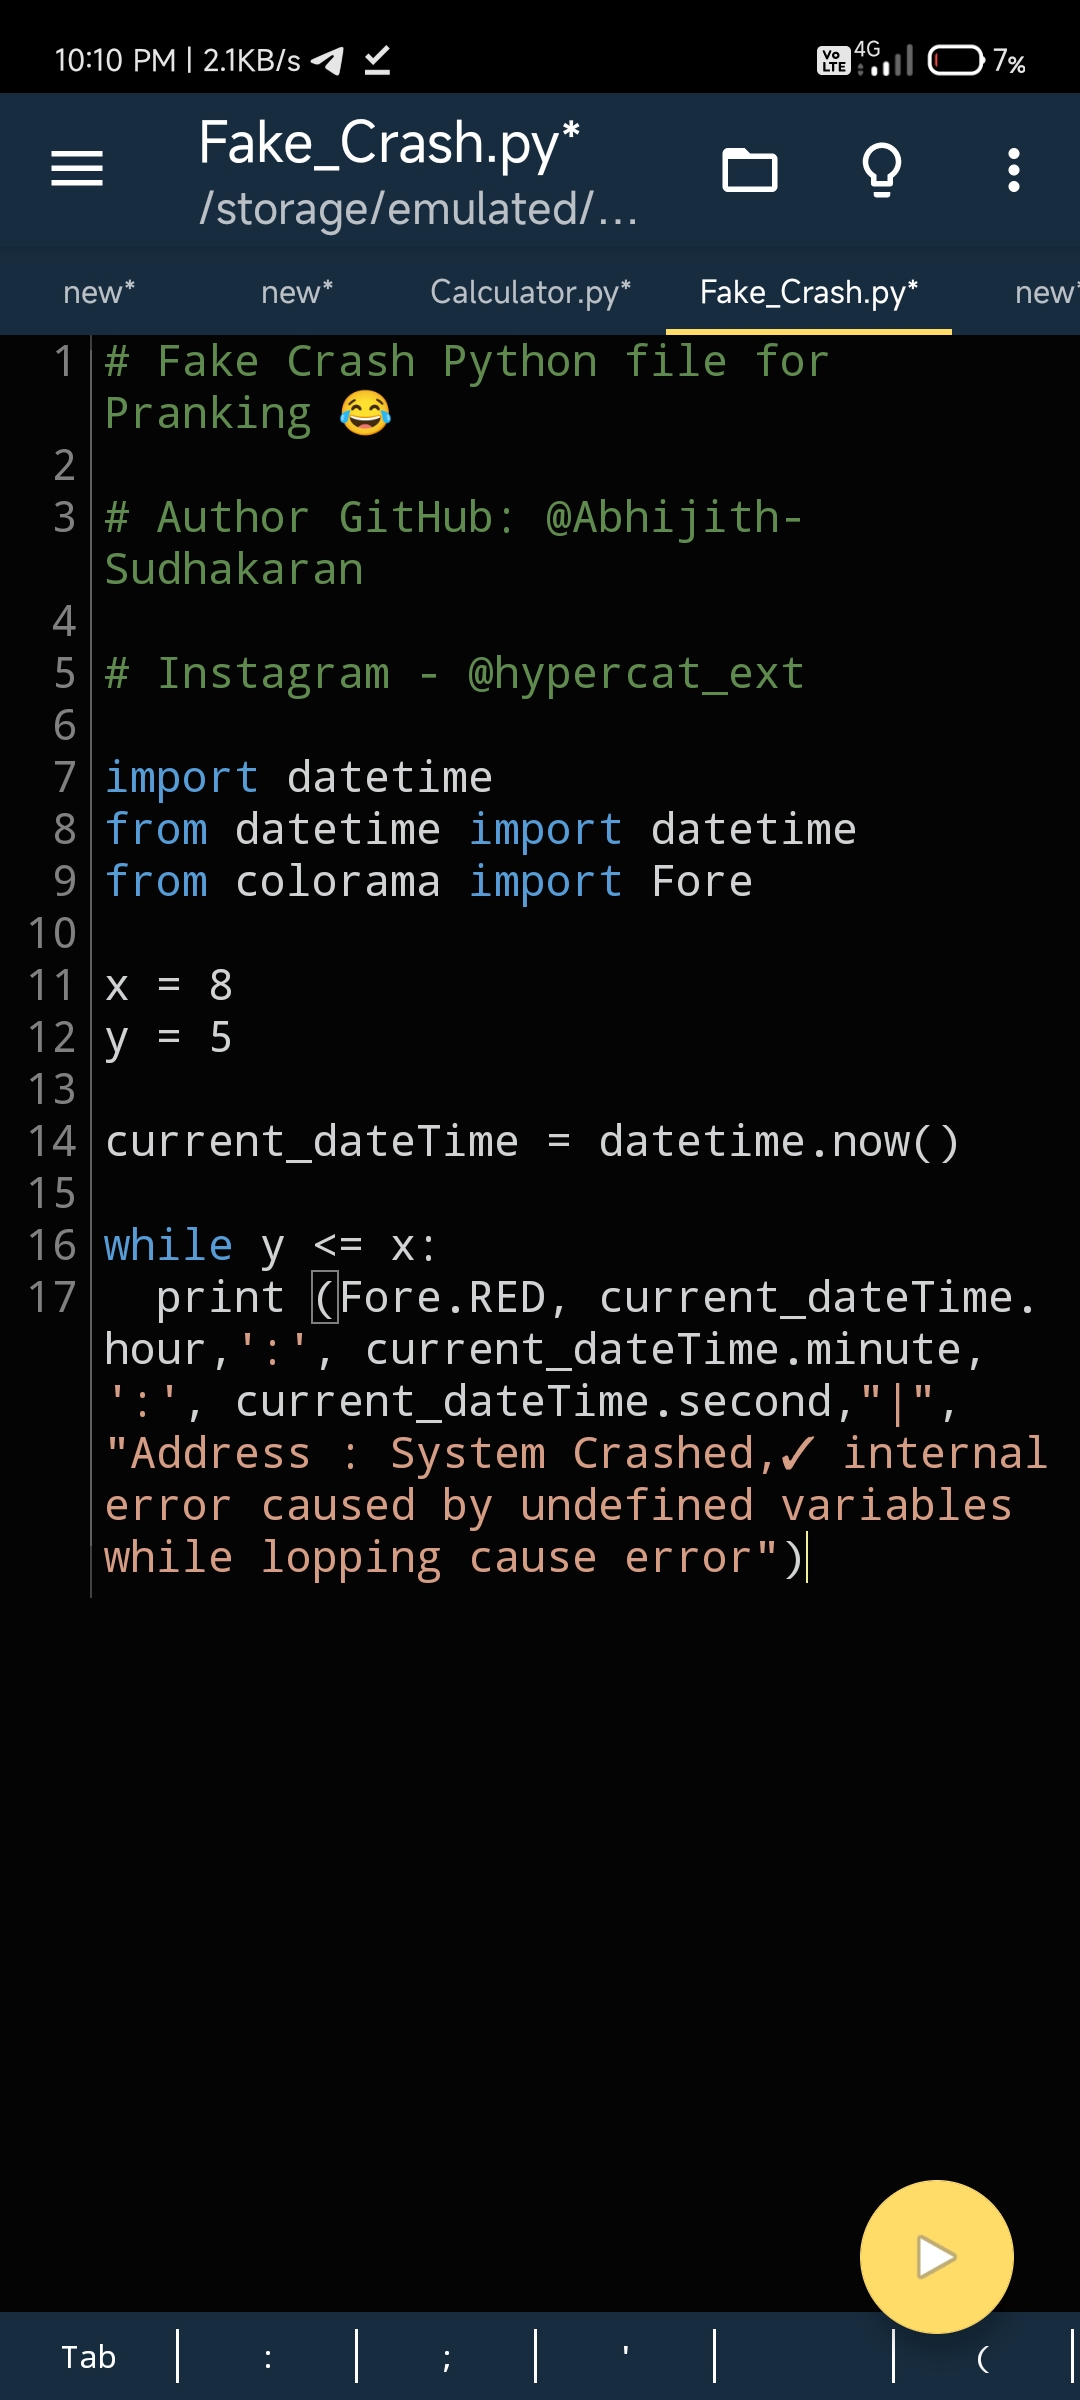 10:10 PM | 2.1KB/s
Vo LTE 4G 7%
Fake_Crash.py*
/storage/emulated/...
new* new* Calculator.py* Fake_Crash.py* new*
1 # Fake Crash Python file for
Pranking 😂
2
3 # Author GitHub: @Abhijith-
Sudhakaran
4
5 # Instagram - @hypercat_ext
6
7 import datetime
8 from datetime import datetime
9 from colorama import Fore
10
11 x = 8
12 y = 5
13
14 current_dateTime = datetime.now()
15
16 while y <= x:
17   print (Fore.RED, current_dateTime.
hour,':', current_dateTime.minute,
':', current_dateTime.second,"|",
"Address : System Crashed,✓ internal
error caused by undefined variables
while lopping cause error")
Tab : ; ' (